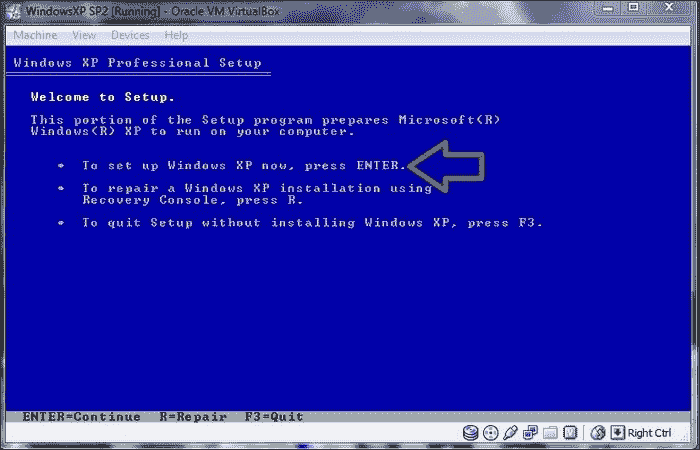 WindowsXP SP2 [Running] - Oracle VM VirtualBox
Machine View Devices Help
Windows XP Professional Setup
Welcome to Setup.
This portion of the Setup program prepares Microsoft(R)
Windows(R) XP to run on your computer.
• To set up Windows XP now, press ENTER.
• To repair a Windows XP installation using
Recovery Console, press R.
• To quit Setup without installing Windows XP, press F3.
ENTER=Continue R=Repair F3=Quit
Right Ctrl